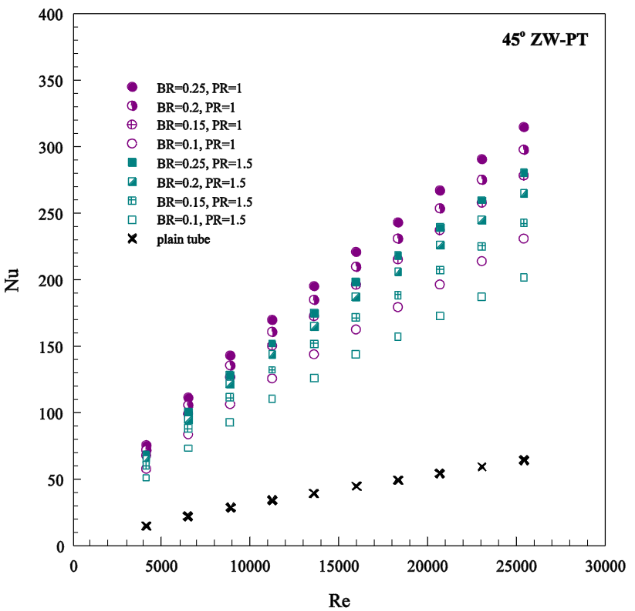 45° ZW-PT
BR=0.25, PR=1
BR=0.2, PR=1
BR=0.15, PR=1
BR=0.1, PR=1
BR=0.25, PR=1.5
BR=0.2, PR=1.5
BR=0.15, PR=1.5
BR=0.1, PR=1.5
plain tube
Nu
400
350
300
250
200
150
100
50
0
0 5000 10000 15000 20000 25000 30000
Re